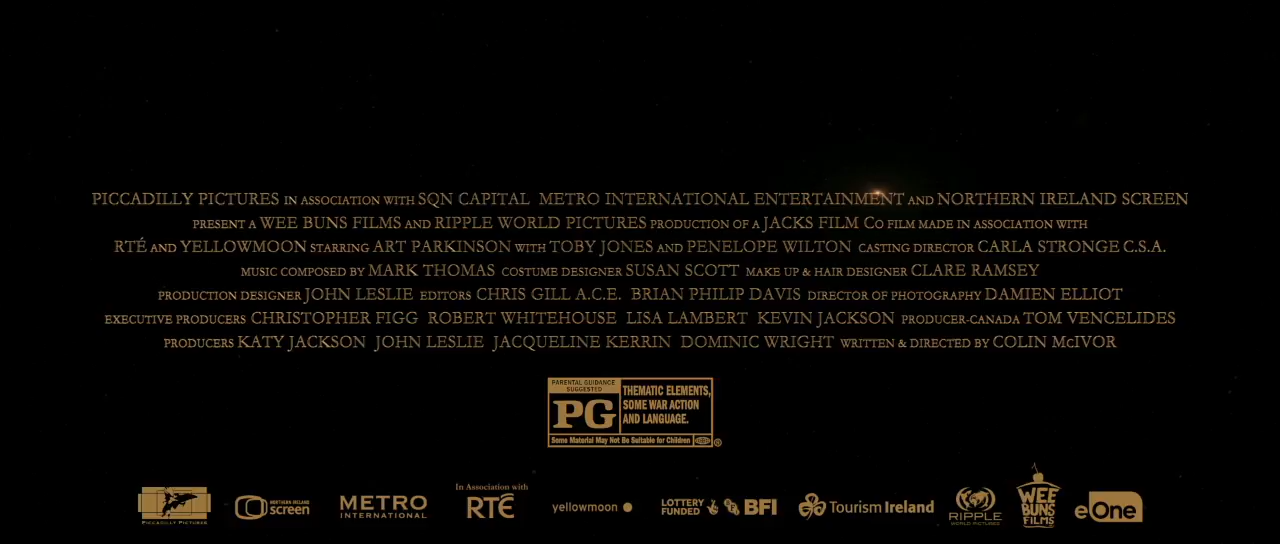 PICCADILLY PICTURES IN ASSOCIATION WITH SQN CAPITAL METRO INTERNATIONAL ENTERTAINMENT AND NORTHERN IRELAND SCREEN
PRESENT A WEE BUNS FILMS AND RIPPLE WORLD PICTURES PRODUCTION OF A JACKS FILM Co FILM MADE IN ASSOCIATION WITH
RTÉ AND YELLOWMOON STARRING ART PARKINSON WITH TOBY JONES AND PENELOPE WILTON CASTING DIRECTOR CARLA STRONGE C.S.A.
MUSIC COMPOSED BY MARK THOMAS COSTUME DESIGNER SUSAN SCOTT MAKE UP & HAIR DESIGNER CLARE RAMSEY
PRODUCTION DESIGNER JOHN LESLIE EDITORS CHRIS GILL A.C.E. BRIAN PHILIP DAVIS DIRECTOR OF PHOTOGRAPHY DAMIEN ELLIOT
EXECUTIVE PRODUCERS CHRISTOPHER FIGG ROBERT WHITEHOUSE LISA LAMBERT KEVIN JACKSON PRODUCER-CANADA TOM VENCELIDES
PRODUCERS KATY JACKSON JOHN LESLIE JACQUELINE KERRIN DOMINIC WRIGHT WRITTEN & DIRECTED BY COLIN McIVOR
PARENTAL GUIDANCE
SUGGESTED
PG
THEMATIC ELEMENTS,
SOME WAR ACTION
AND LANGUAGE.
Some Material May Not Be Suitable for Children
®
PICCADILLY PICTURES
NORTHERN IRELAND
screen
METRO
INTERNATIONAL
In Association with
RTÉ
yellowmoon
LOTTERY
FUNDED
BFI
Tourism Ireland
RIPPLE
WORLD PICTURES
WEE
BUNS
FILMS
eOne